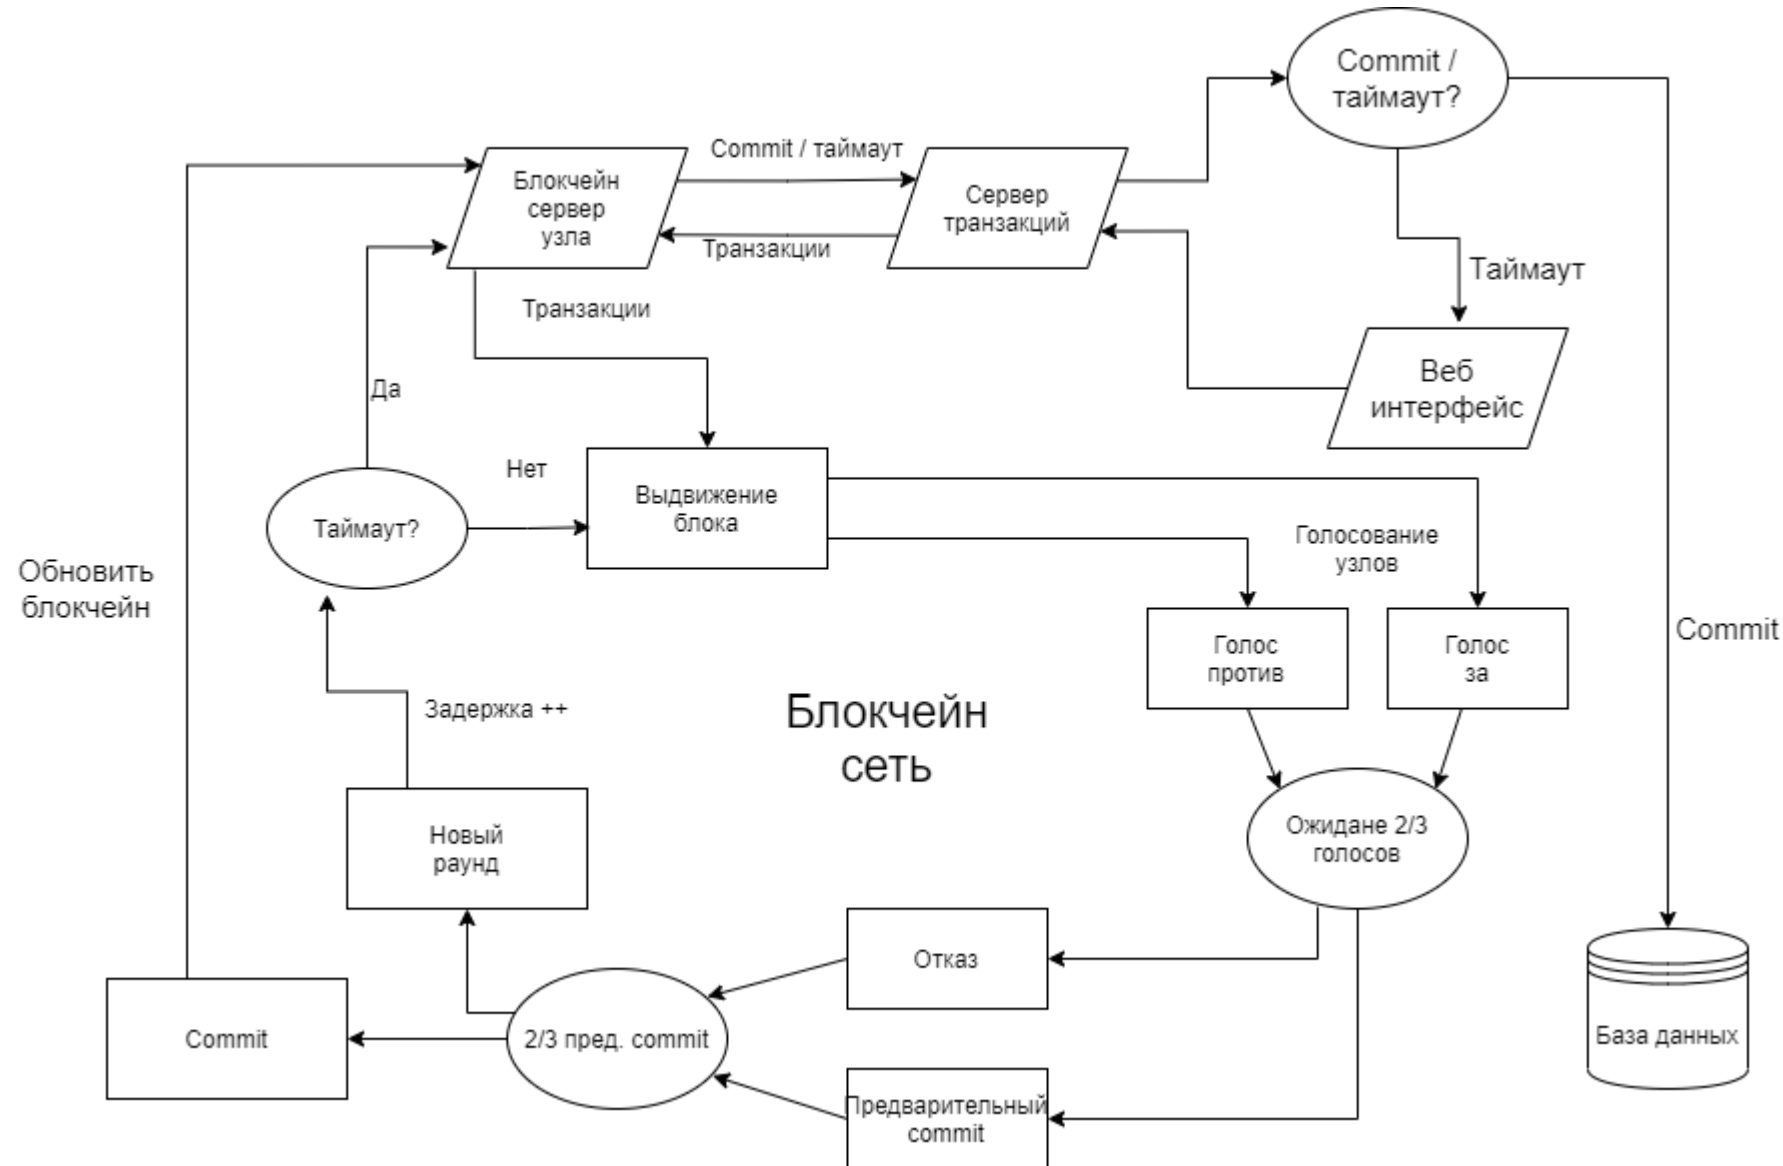 Commit /
таймаут?
Commit / таймаут
Блокчейн
сервер
узла
Сервер
транзакций
Транзакции
Таймаут
Транзакции
Веб
интерфейс
Да
Нет
Выдвижение
блока
Таймаут?
Голосование
узлов
Обновить
блокчейн
Commit
Голос
против
Голос
за
Задержка ++
Блокчейн
сеть
Новый
раунд
Ожидане 2/3
голосов
Отказ
Commit
2/3 пред. commit
База данных
Предварительный
commit